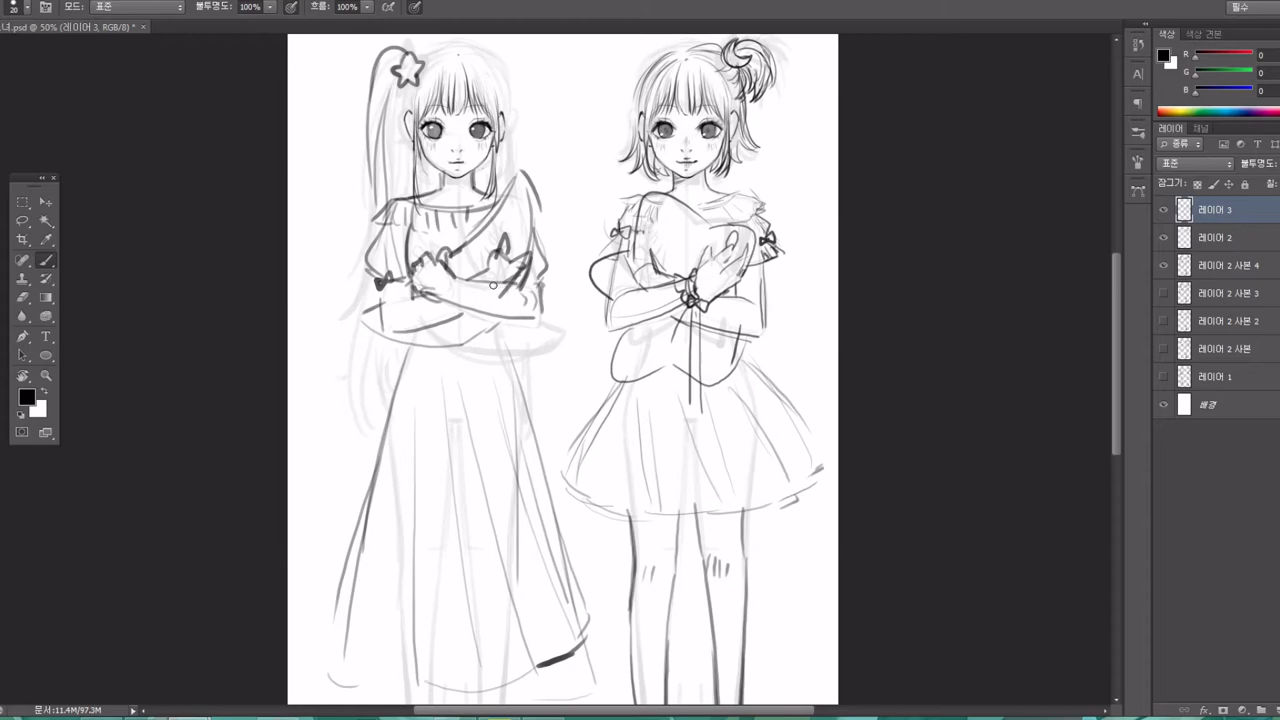 20 모드: 표준 불투명도: 100% 흐름: 100% 필수
녀.psd @ 50% (레이어 3, RGB/8) * ×
색상 색상 견본
R 0
G 0
B 0
레이어 채널
종류
표준 불투명도:
잠그기: 칠:
레이어 3
레이어 2
레이어 2 사본 4
레이어 2 사본 3
레이어 2 사본 2
레이어 2 사본
레이어 1
배경
문서:11.4M/97.3M